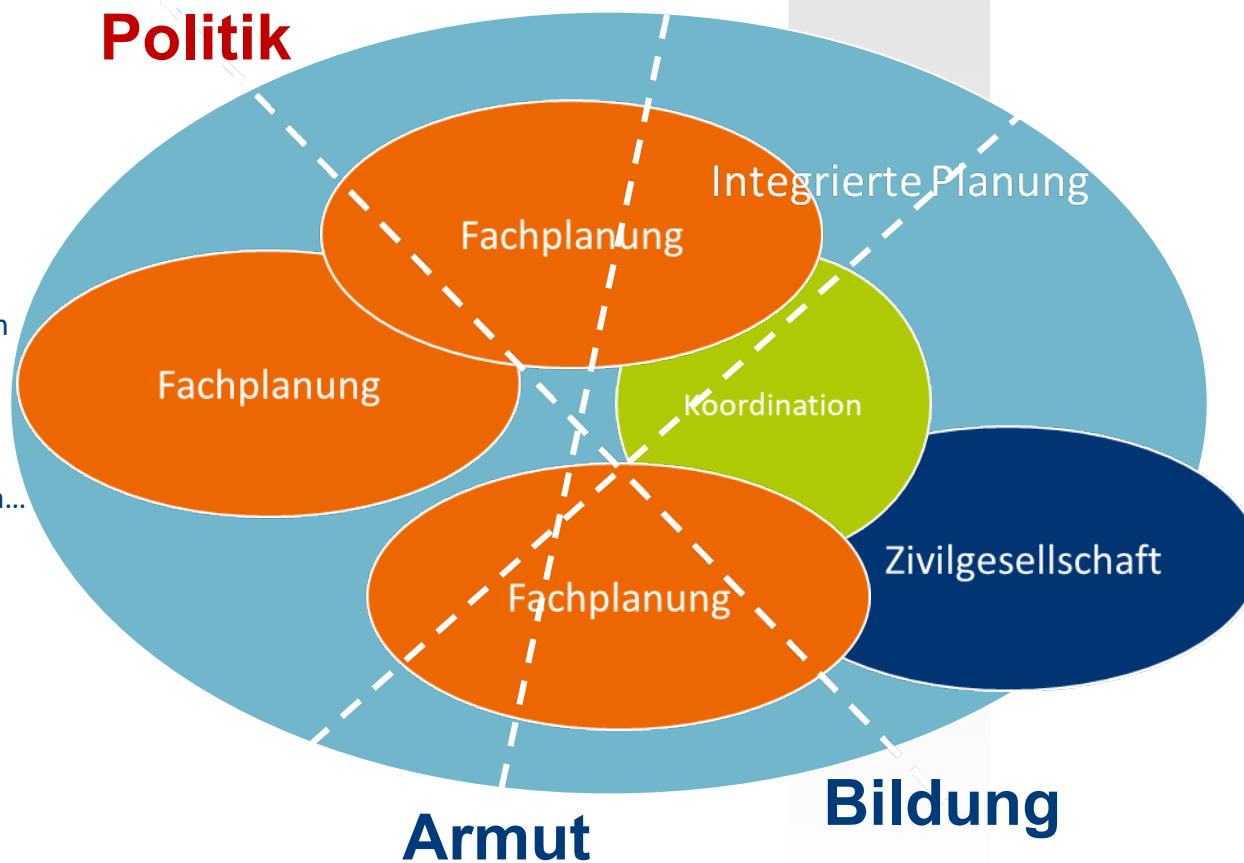 Politik
Integrierte Planung
Fachplanung
Fachplanung
Koordination
Zivilgesellschaft
Fachplanung
Bildung
Armut